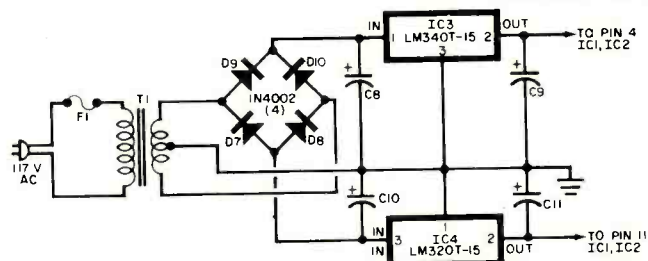 IC3
LM340T-15
IN
1
2
OUT
3
TO PIN 4
IC1, IC2
D9
D10
1N4002
(4)
D7
D8
+
C8
+
C9
F1
T1
117 V
AC
+
C10
+
C11
1
IC4
LM320T-15
IN
IN
3
2
OUT
TO PIN 11
IC1, IC2